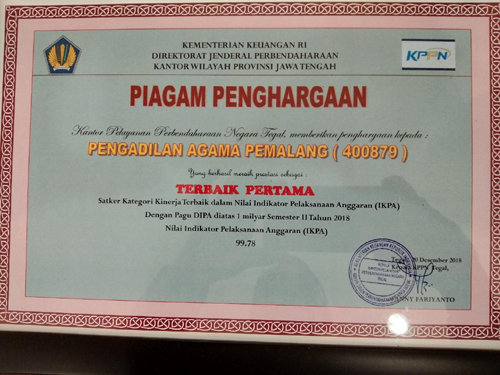 KEMENTERIAN KEUANGAN RI
DIREKTORAT JENDERAL PERBENDAHARAAN
KANTOR WILAYAH PROVINSI JAWA TENGAH
KPPN
PIAGAM PENGHARGAAN
Kantor Pelayanan Perbendaharaan Negara Tegal, memberikan penghargaan kepada :
PENGADILAN AGAMA PEMALANG ( 400879 )
Yang berhasil meraih prestasi sebagai :
TERBAIK PERTAMA
Satker Kategori Kinerja Terbaik dalam Nilai Indikator Pelaksanaan Anggaran (IKPA)
Dengan Pagu DIPA diatas 1 milyar Semester II Tahun 2018
Nilai Indikator Pelaksanaan Anggaran (IKPA)
99.78
20 Desember 2018
KPPN Tegal,
FARIYANTO